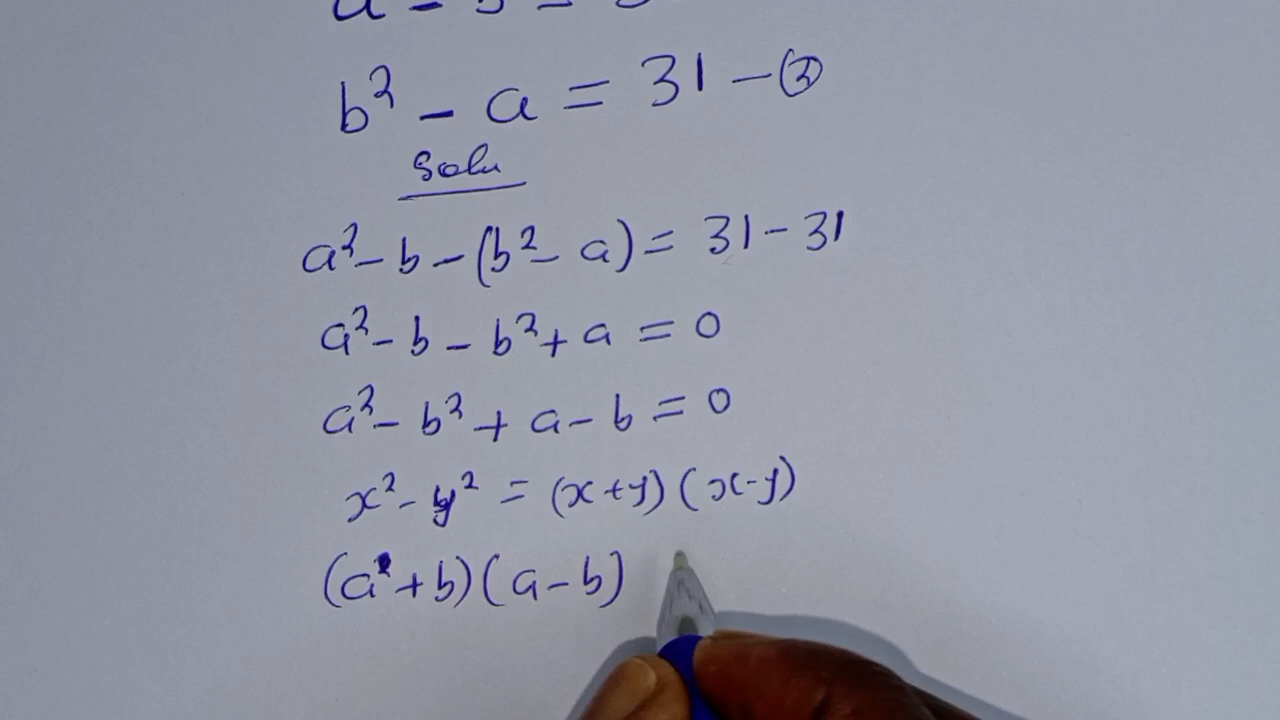 b² - a = 31 - ②
Solu
a² - b - (b² - a) = 31 - 31
a² - b - b² + a = 0
a² - b² + a - b = 0
x² - y² = (x+y)(x-y)
(a + b)(a - b)